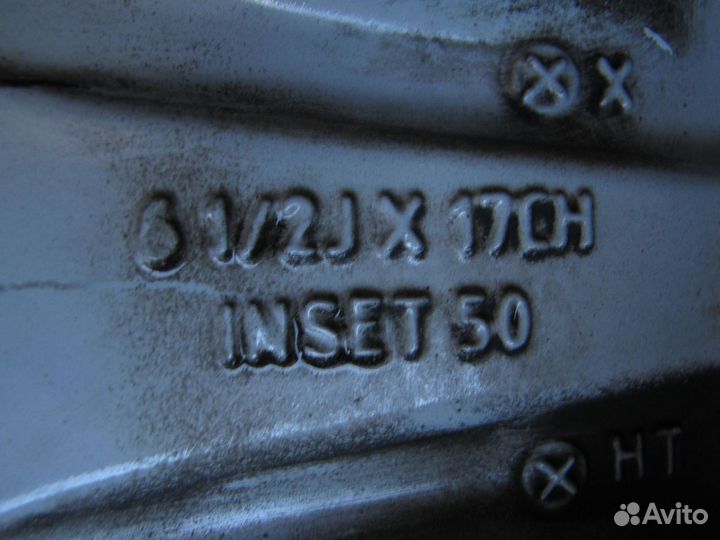 X
6 1/2J X 17CH
INSET 50
HT
Avito